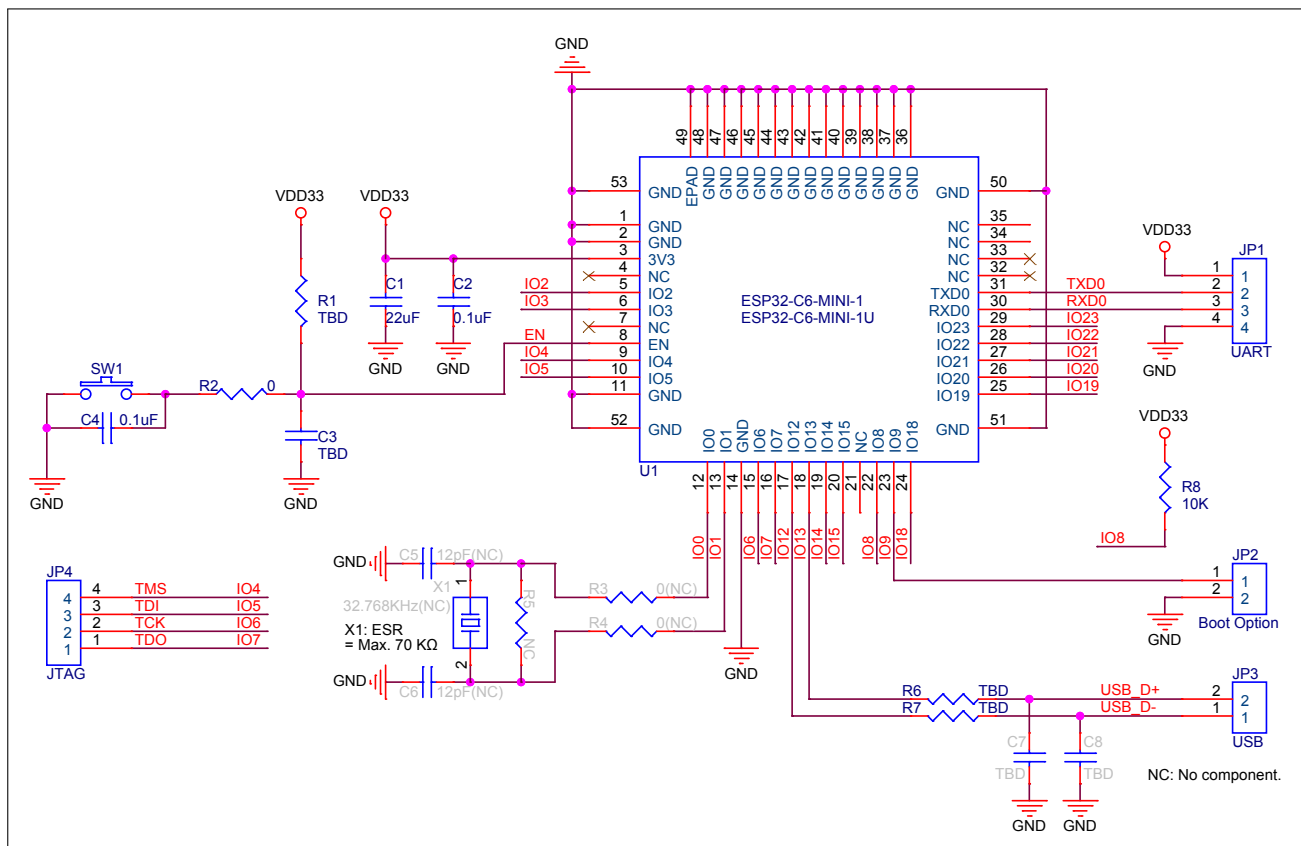 GND
49
48
47
46
45
44
43
42
41
40
39
38
37
36
EPAD
GND
GND
GND
GND
GND
GND
GND
GND
GND
GND
GND
GND
GND
53 GND
GND 50
1 GND
2 GND
3 3V3
4 NC
5 IO2
6 IO3
7 NC
8 EN
9 IO4
10 IO5
11 GND
52 GND
NC 35
NC 34
NC 33
NC 32
TXD0 31
RXD0 30
IO23 29
IO22 28
IO21 27
IO20 26
IO19 25
GND 51
ESP32-C6-MINI-1
ESP32-C6-MINI-1U
U1
IO0
IO1
GND
IO6
IO7
IO12
IO13
IO14
IO15
NC
IO8
IO9
IO18
12
13
14
15
16
17
18
19
20
21
22
23
24
IO0
IO1
IO6
IO7
IO12
IO13
IO14
IO15
IO8
IO9
IO18
IO2
IO3
EN
IO4
IO5
VDD33
VDD33
R1
TBD
C1
22uF
C2
0.1uF
GND
GND
SW1
R2 0
C4 0.1uF
C3
TBD
GND
GND
VDD33
JP1
TXD0
RXD0
IO23
IO22
IO21
IO20
IO19
1 1
2 2
3 3
4 4
UART
GND
VDD33
R8
10K
IO8
JP2
1 1
2 2
Boot Option
GND
JP4
4 4 TMS IO4
3 3 TDI IO5
2 2 TCK IO6
1 1 TDO IO7
JTAG
GND C5 12pF(NC)
X1
1
32.768KHz(NC)
X1: ESR
= Max. 70 KΩ
2
R5
NC
R3 0(NC)
R4 0(NC)
GND C6 12pF(NC)
GND
R6 TBD USB_D+
R7 TBD USB_D-
JP3
2 2
1 1
USB
C7
TBD
C8
TBD
GND
GND
NC: No component.